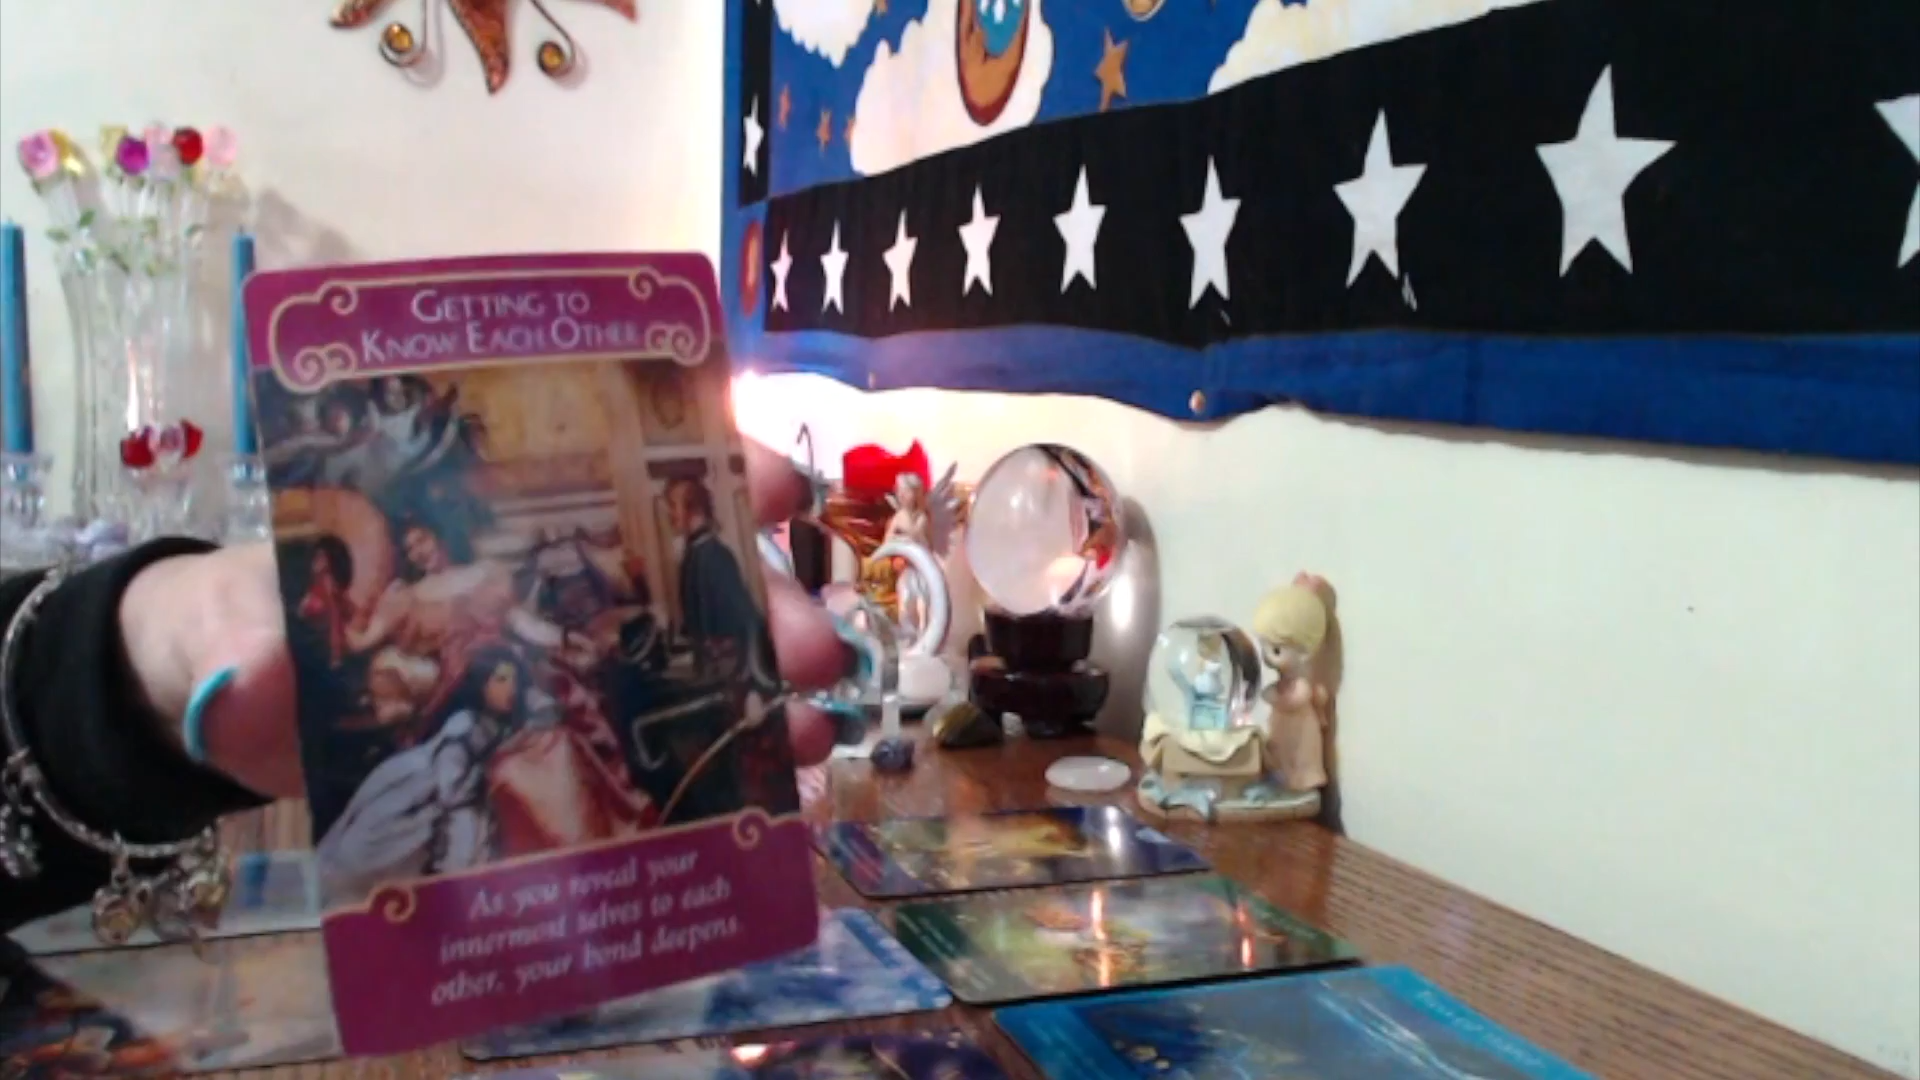 GETTING TO
KNOW EACH OTHER
As you reveal your
innermost selves to each
other, your bond deepens.